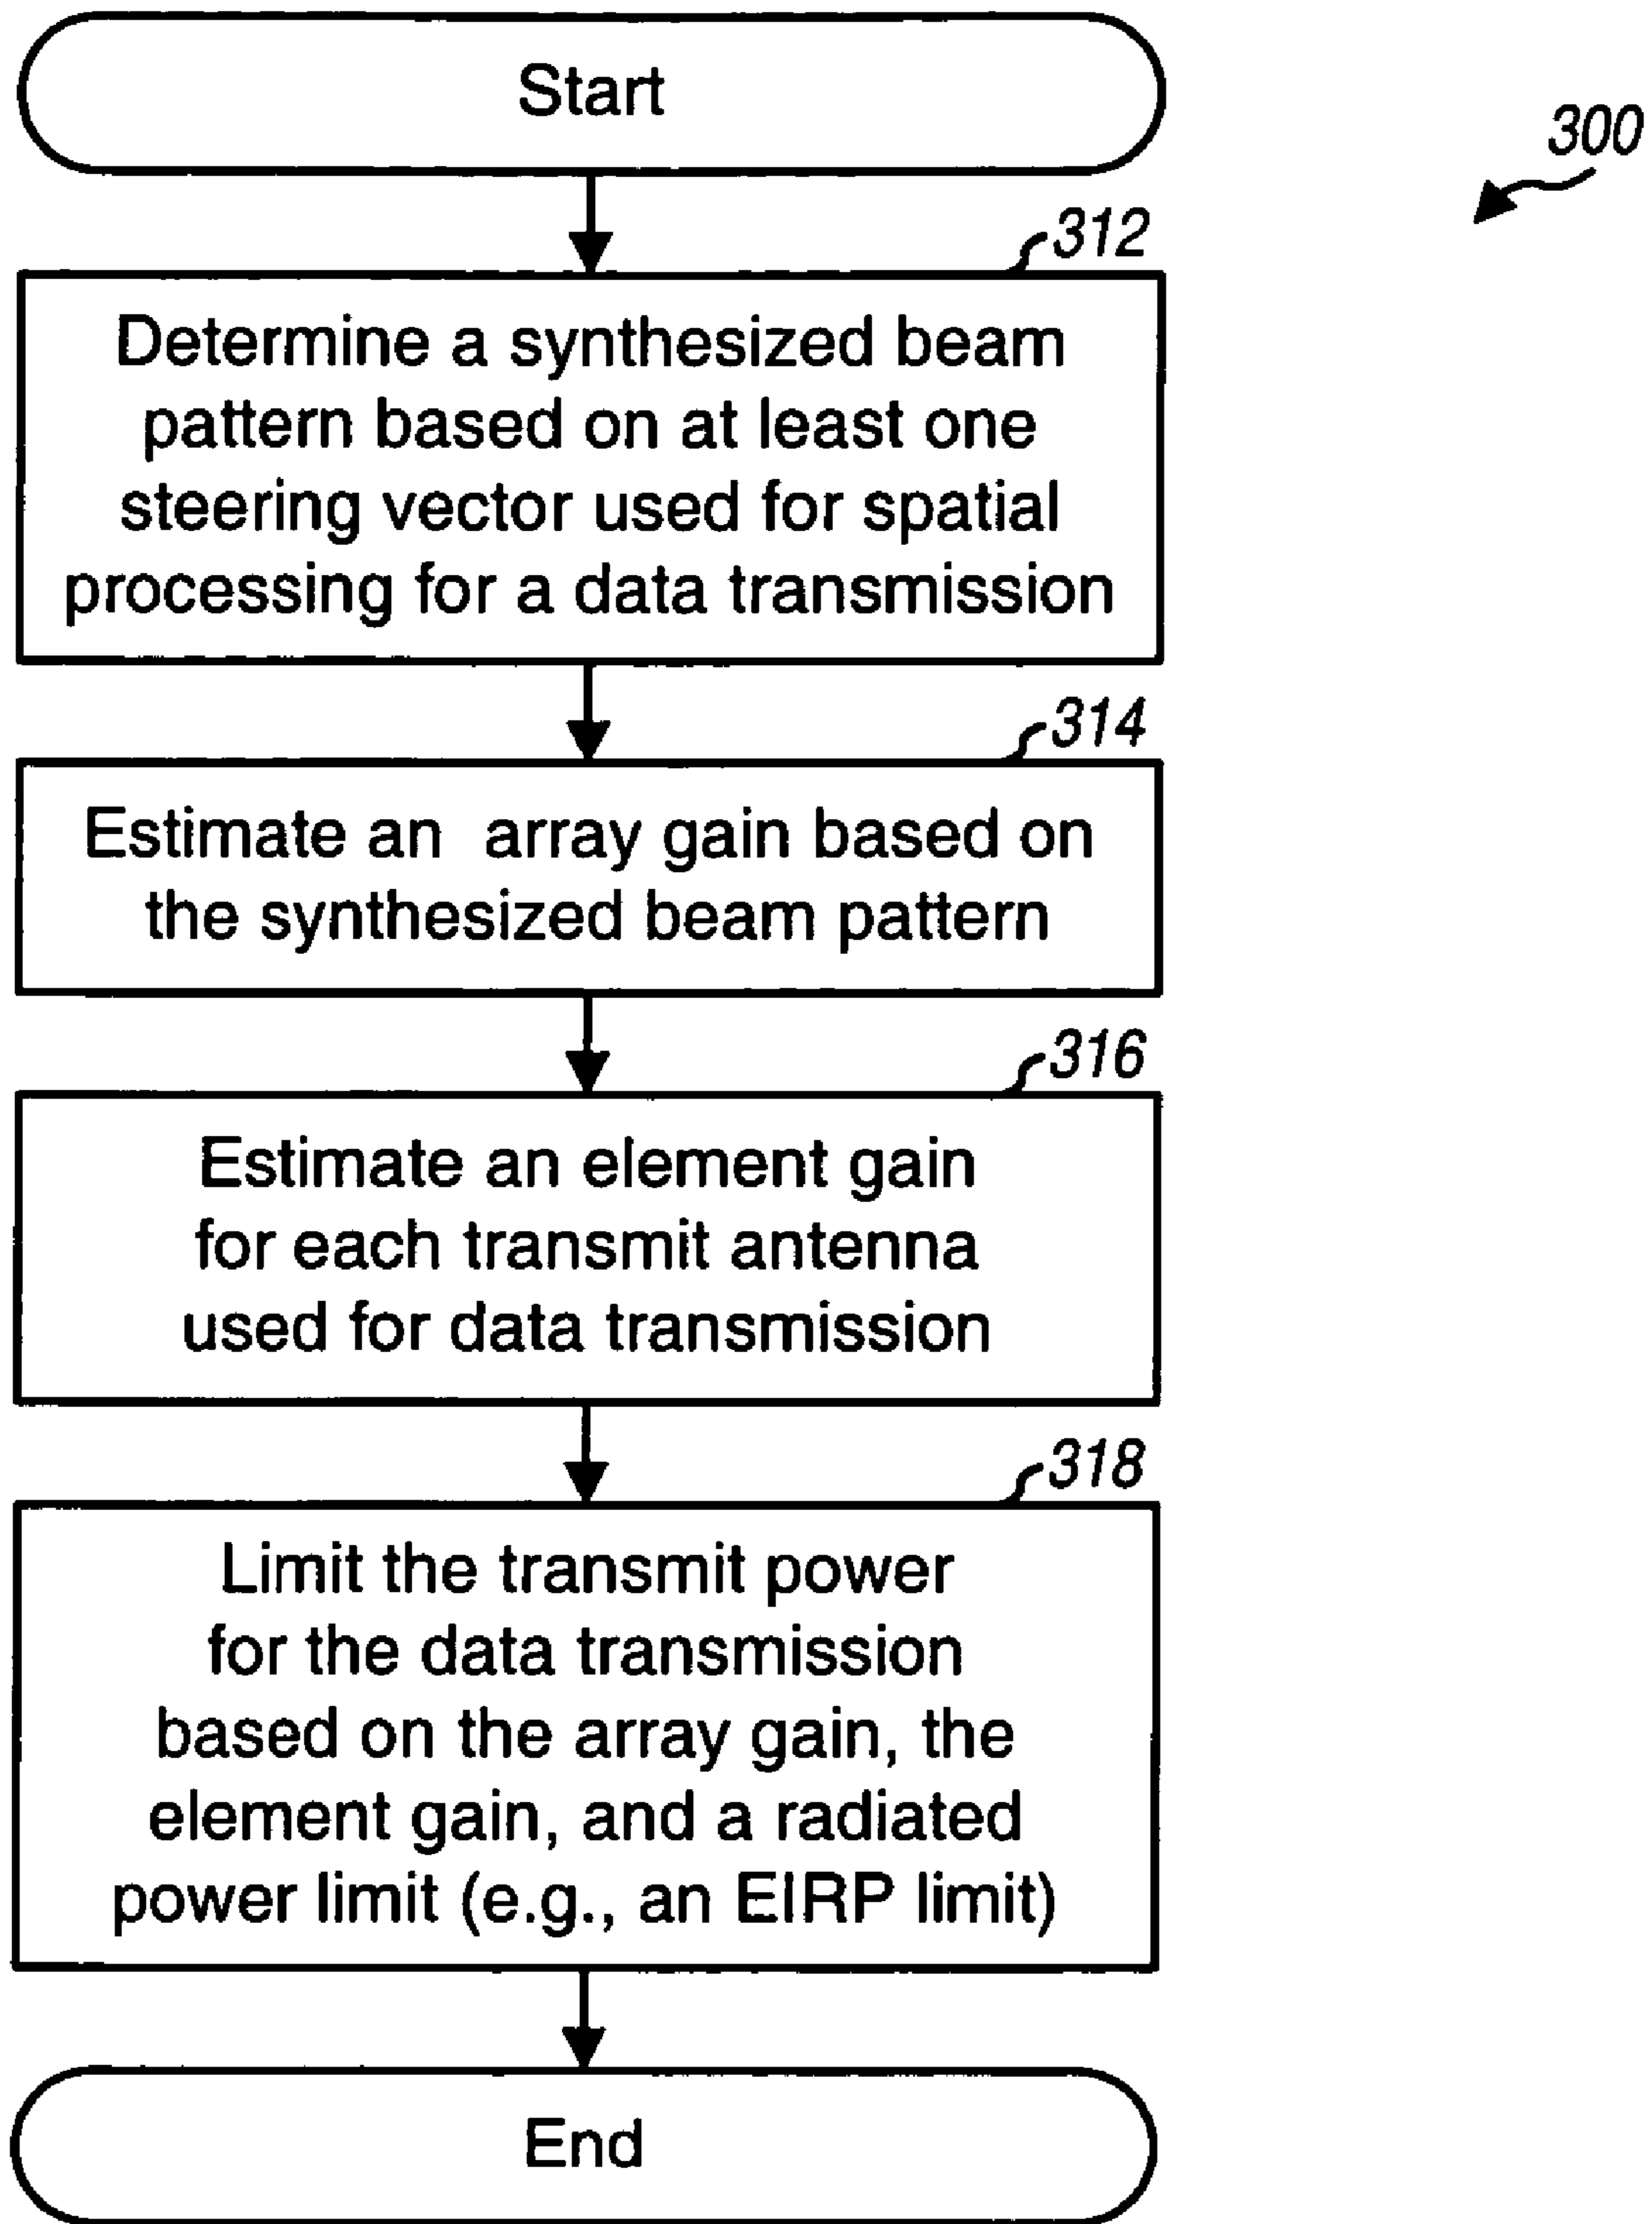 Start
300
312
Determine a synthesized beam
pattern based on at least one
steering vector used for spatial
processing for a data transmission
314
Estimate an array gain based on
the synthesized beam pattern
316
Estimate an element gain
for each transmit antenna
used for data transmission
318
Limit the transmit power
for the data transmission
based on the array gain, the
element gain, and a radiated
power limit (e.g., an EIRP limit)
End